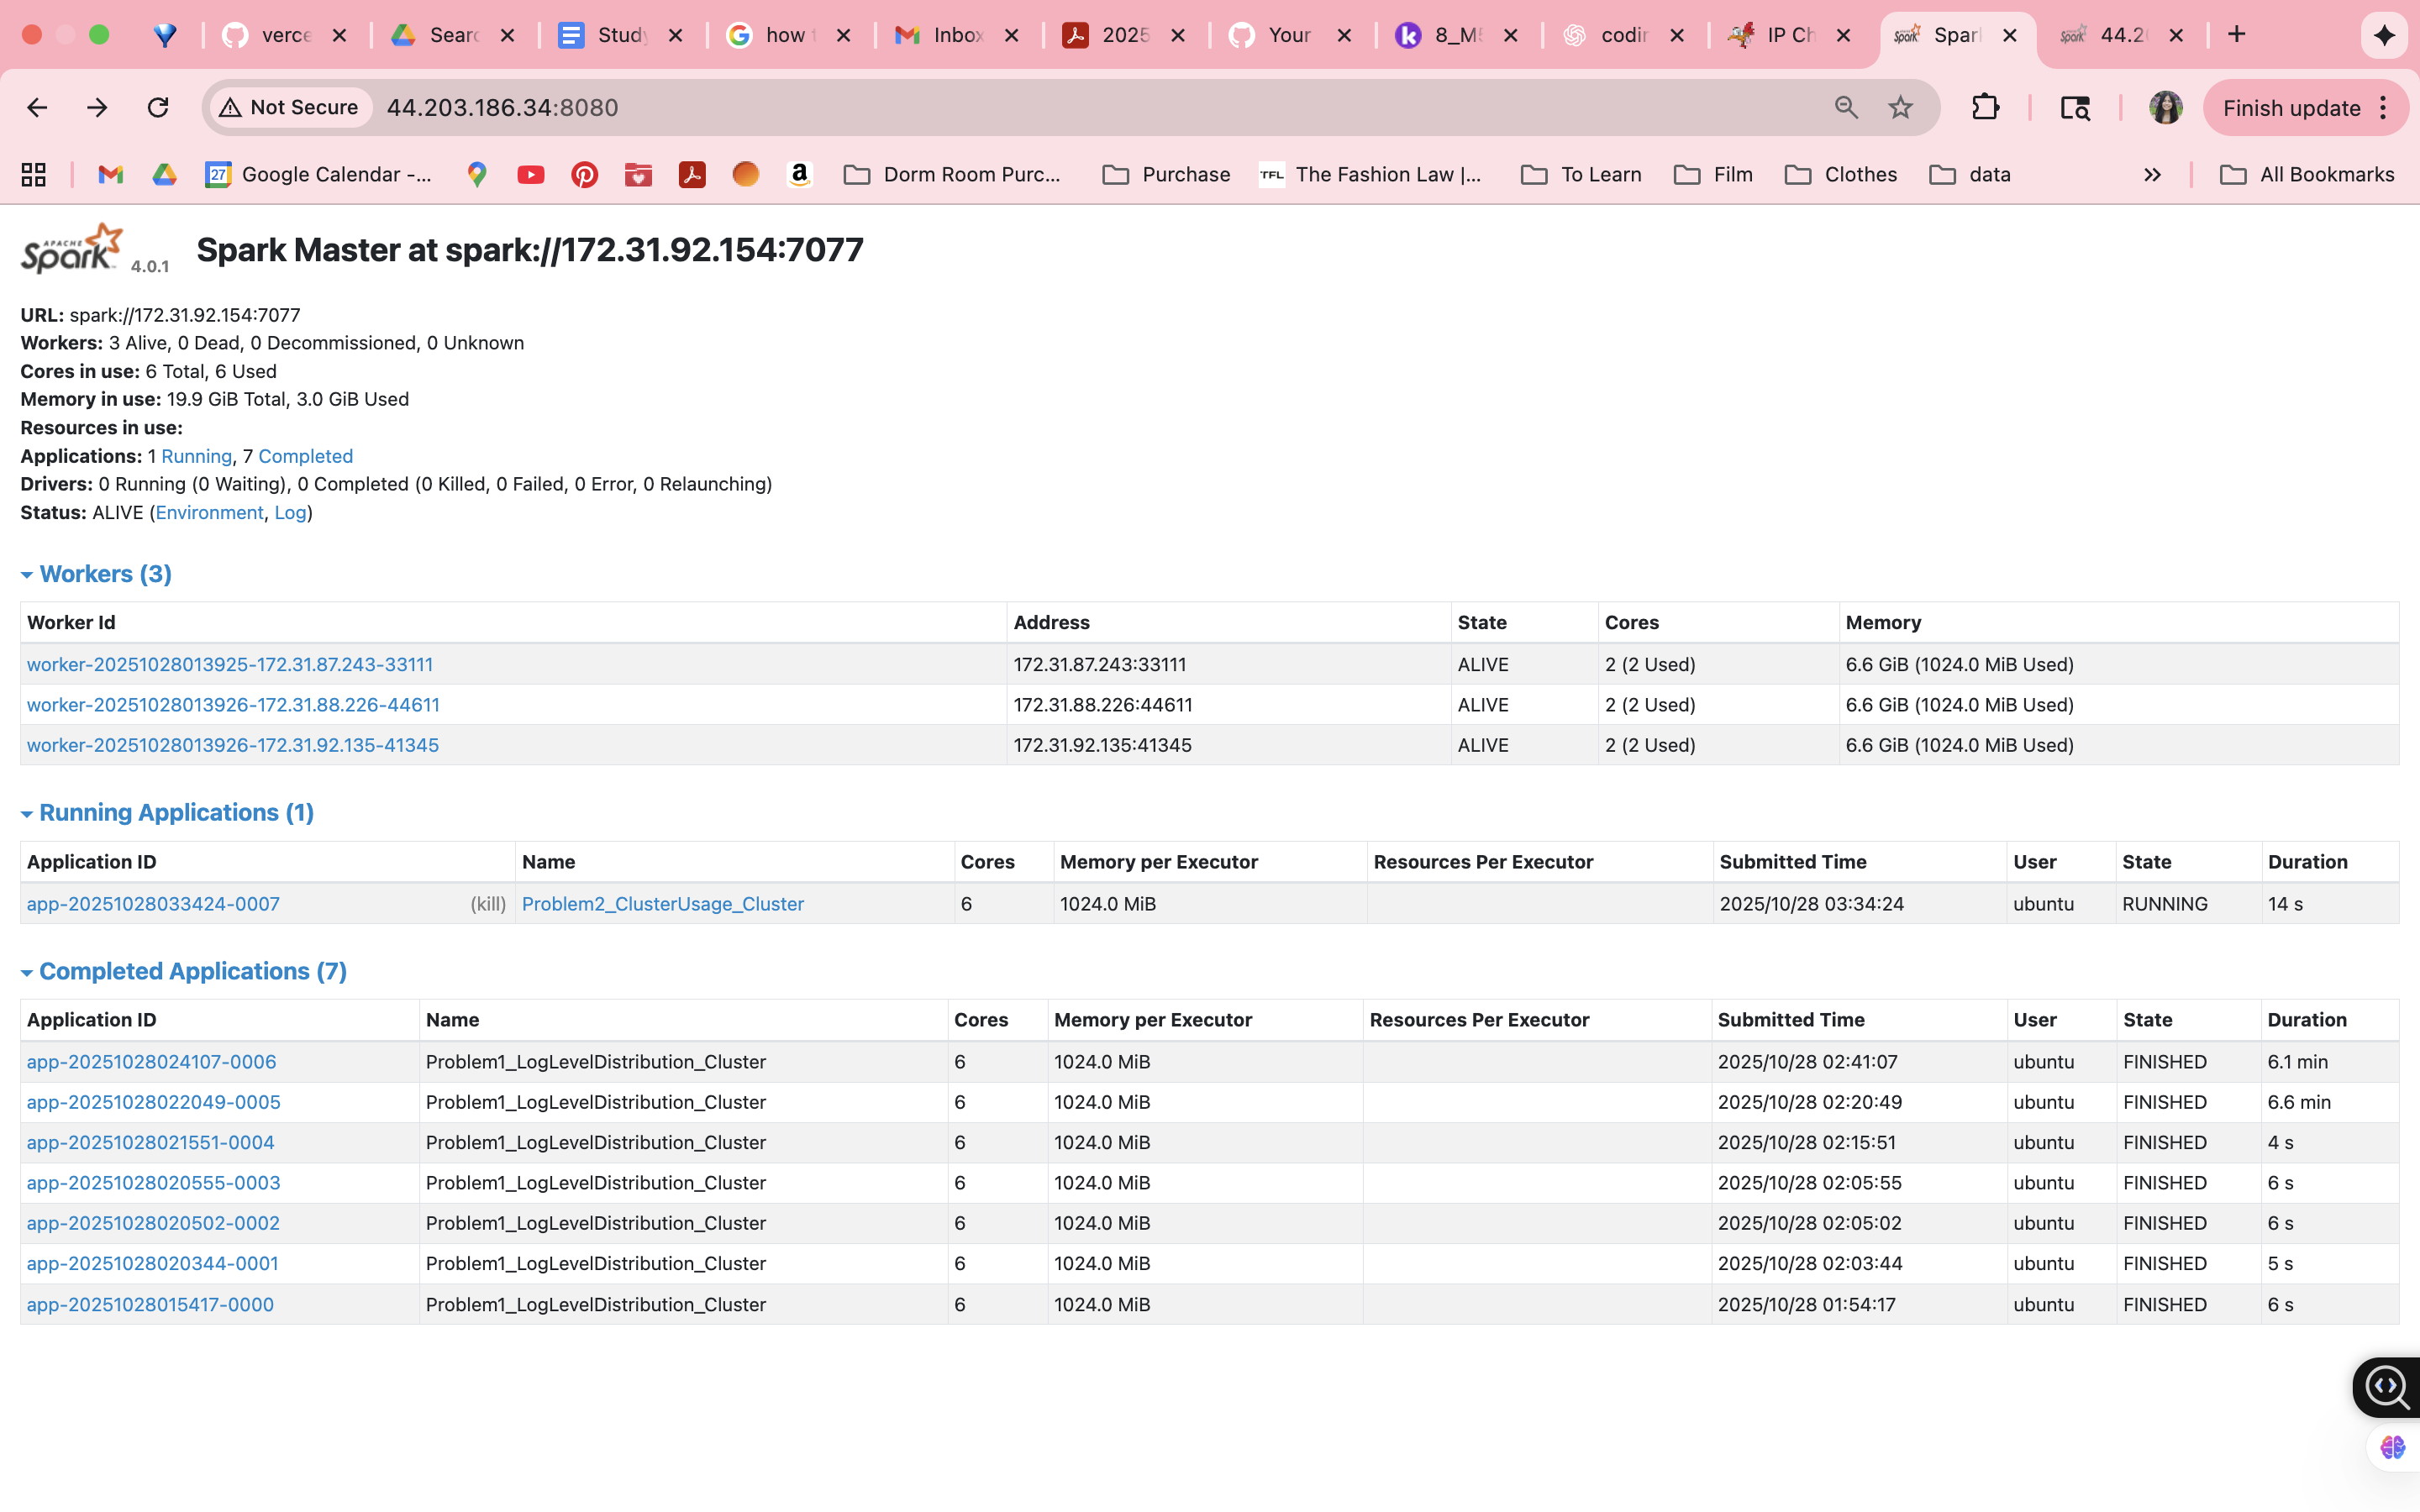 verce
Sear
Study
how t
Inbox
2025
Your
8_M
codin
IP Ch
Spar
44.2
Not Secure 44.203.186.34:8080
Finish update
27 Google Calendar -...
a
Dorm Room Purc...
Purchase
TFL The Fashion Law |...
To Learn
Film
Clothes
data
All Bookmarks
APACHE Spark 4.0.1 Spark Master at spark://172.31.92.154:7077
URL: spark://172.31.92.154:7077
Workers: 3 Alive, 0 Dead, 0 Decommissioned, 0 Unknown
Cores in use: 6 Total, 6 Used
Memory in use: 19.9 GiB Total, 3.0 GiB Used
Resources in use:
Applications: 1 Running, 7 Completed
Drivers: 0 Running (0 Waiting), 0 Completed (0 Killed, 0 Failed, 0 Error, 0 Relaunching)
Status: ALIVE (Environment, Log)
Workers (3)
Worker Id Address State Cores Memory
worker-20251028013925-172.31.87.243-33111 172.31.87.243:33111 ALIVE 2 (2 Used) 6.6 GiB (1024.0 MiB Used)
worker-20251028013926-172.31.88.226-44611 172.31.88.226:44611 ALIVE 2 (2 Used) 6.6 GiB (1024.0 MiB Used)
worker-20251028013926-172.31.92.135-41345 172.31.92.135:41345 ALIVE 2 (2 Used) 6.6 GiB (1024.0 MiB Used)
Running Applications (1)
Application ID Name Cores Memory per Executor Resources Per Executor Submitted Time User State Duration
app-20251028033424-0007 (kill) Problem2_ClusterUsage_Cluster 6 1024.0 MiB 2025/10/28 03:34:24 ubuntu RUNNING 14 s
Completed Applications (7)
Application ID Name Cores Memory per Executor Resources Per Executor Submitted Time User State Duration
app-20251028024107-0006 Problem1_LogLevelDistribution_Cluster 6 1024.0 MiB 2025/10/28 02:41:07 ubuntu FINISHED 6.1 min
app-20251028022049-0005 Problem1_LogLevelDistribution_Cluster 6 1024.0 MiB 2025/10/28 02:20:49 ubuntu FINISHED 6.6 min
app-20251028021551-0004 Problem1_LogLevelDistribution_Cluster 6 1024.0 MiB 2025/10/28 02:15:51 ubuntu FINISHED 4 s
app-20251028020555-0003 Problem1_LogLevelDistribution_Cluster 6 1024.0 MiB 2025/10/28 02:05:55 ubuntu FINISHED 6 s
app-20251028020502-0002 Problem1_LogLevelDistribution_Cluster 6 1024.0 MiB 2025/10/28 02:05:02 ubuntu FINISHED 6 s
app-20251028020344-0001 Problem1_LogLevelDistribution_Cluster 6 1024.0 MiB 2025/10/28 02:03:44 ubuntu FINISHED 5 s
app-20251028015417-0000 Problem1_LogLevelDistribution_Cluster 6 1024.0 MiB 2025/10/28 01:54:17 ubuntu FINISHED 6 s